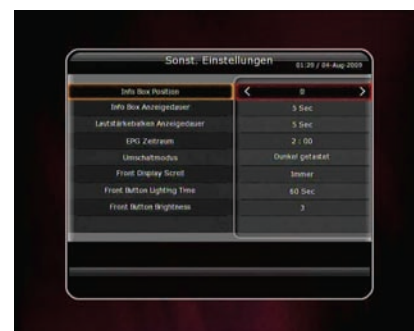 Sonst. Einstellungen
01:39 / 04-Aug-2009
Info Box Position 0
Info Box Anzeigedauer 5 Sec
Lautstärkebalken Anzeigedauer 5 Sec
EPG Zeitraum 2 : 00
Umschaltmodus Dunkel getastet
Front Display Scroll Immer
Front Button Lighting Time 60 Sec
Front Button Brightness 3